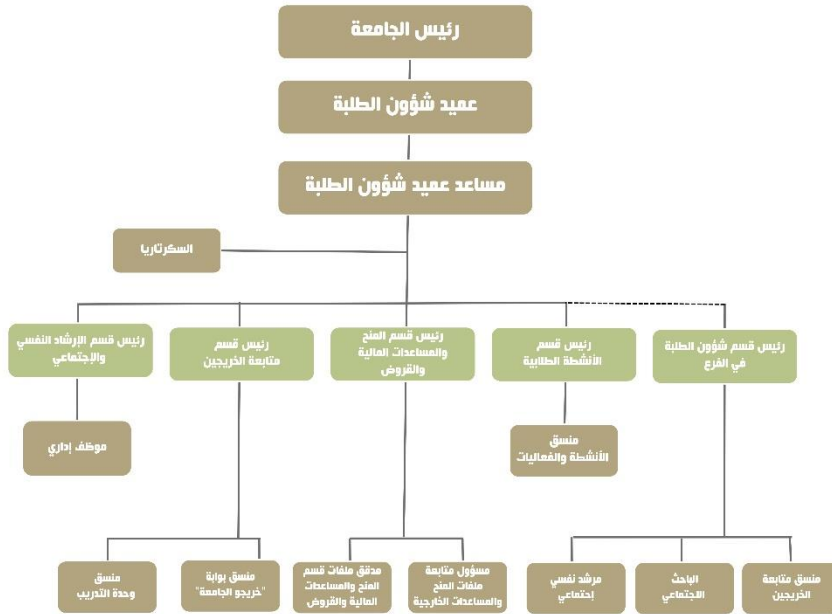 رئيس الجامعة
عميد شؤون الطلبة
مساعد عميد شؤون الطلبة
السكرتاريا
رئيس قسم شؤون الطلبة
في الفرع
رئيس قسم
الأنشطة الطلابية
رئيس قسم المنح
والمساعدات المالية
والقروض
رئيس قسم
متابعة الخريجين
رئيس قسم الإرشاد النفسي
والإجتماعي
منسق
الأنشطة والفعاليات
موظف إداري
منسق متابعة
الخريجين
الباحث
الاجتماعي
مرشد نفسي
إجتماعي
مسؤول متابعة
ملفات المنح
والمساعدات الخارجية
مدقق ملفات قسم
المنح والمساعدات
المالية والقروض
منسق بوابة
"خريجو الجامعة"
منسق
وحدة التدريب